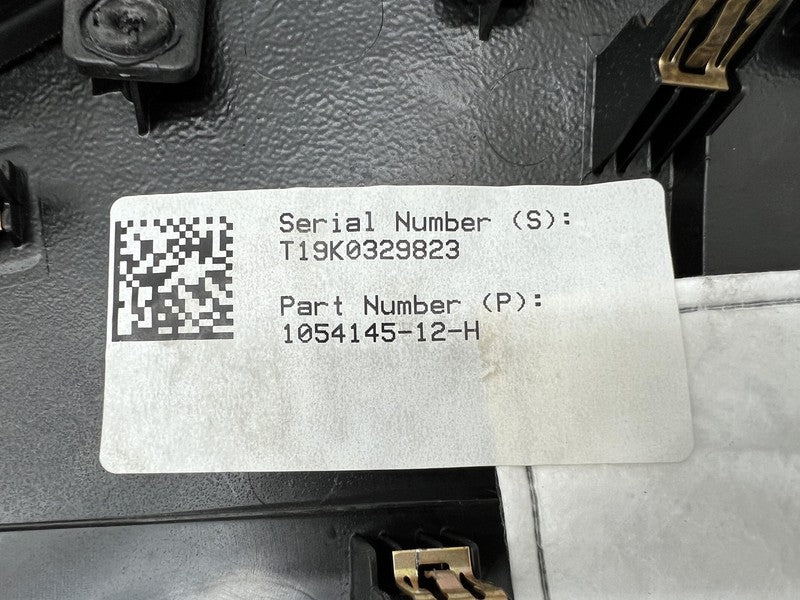 Serial Number (S):
T19K0329823
Part Number (P):
1054145-12-H